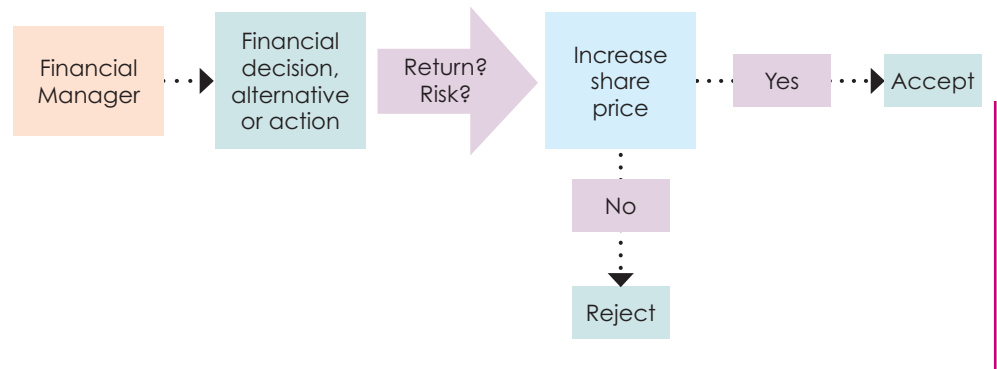 Financial
Manager
Financial
decision,
alternative
or action
Return?
Risk?
Increase
share
price
Yes
Accept
No
Reject